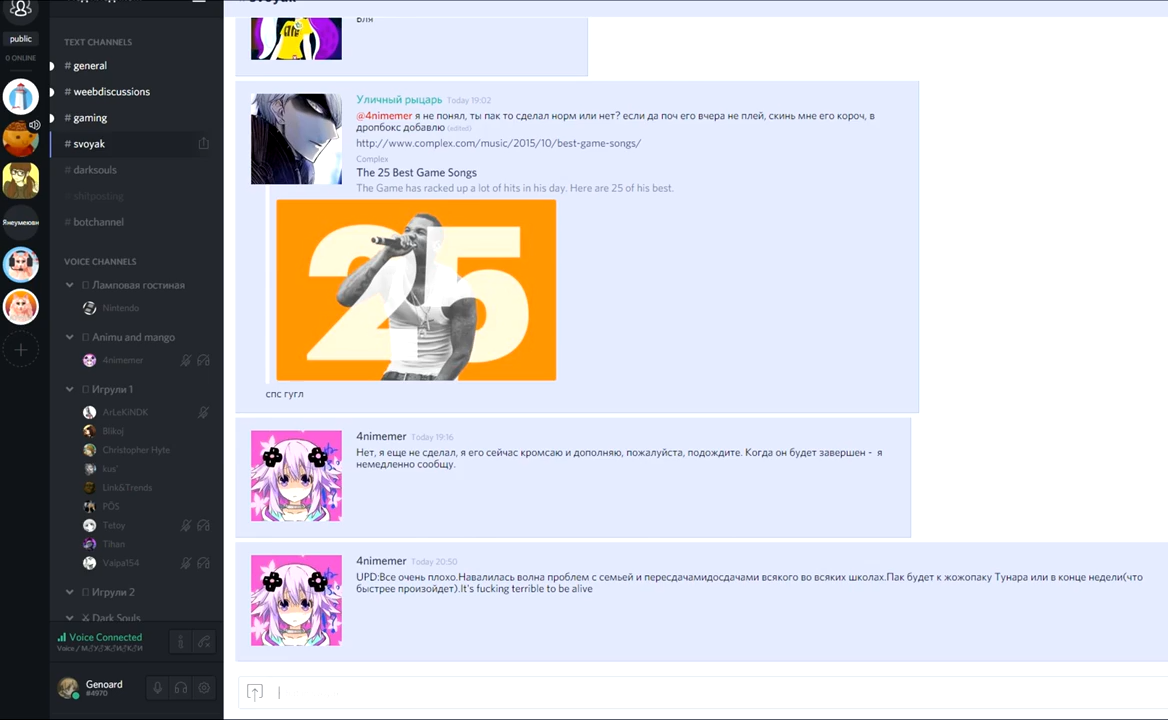 public
0 ONLINE
Янеумеювн
TEXT CHANNELS
# general
# weebdiscussions
# gaming
# svoyak
# darksouls
# shitposting
# botchannel
VOICE CHANNELS
Ламповая гостиная
Nintendo
Animu and mango
4nimemer
Игрули 1
ArLeKiNDK
Blikoj
Christopher Hyte
kus'
Link&Trends
PÖS
Tetoy
Tihan
Vaipa154
Игрули 2
Dark Souls
Voice Connected
Genoard
#4970
Бля
Уличный рыцарь Today 19:02
@4nimemer я не понял, ты пак то сделал норм или нет? если да поч его вчера не плей, скинь мне его короч, в
дропбокс добавлю (edited)
http://www.complex.com/music/2015/10/best-game-songs/
Complex
The 25 Best Game Songs
The Game has racked up a lot of hits in his day. Here are 25 of his best.
25
спс гугл
4nimemer Today 19:16
Нет, я еще не сделал, я его сейчас кромсаю и дополняю, пожалуйста, подождите. Когда он будет завершен - я
немедленно сообщу.
4nimemer Today 20:50
UPD:Все очень плохо.Навалилась волна проблем с семьей и пересдачамидосдачами всякого во всяких школах.Пак будет к жожопаку Тунара или в конце недели(что
быстрее произойдет).It's fucking terrible to be alive